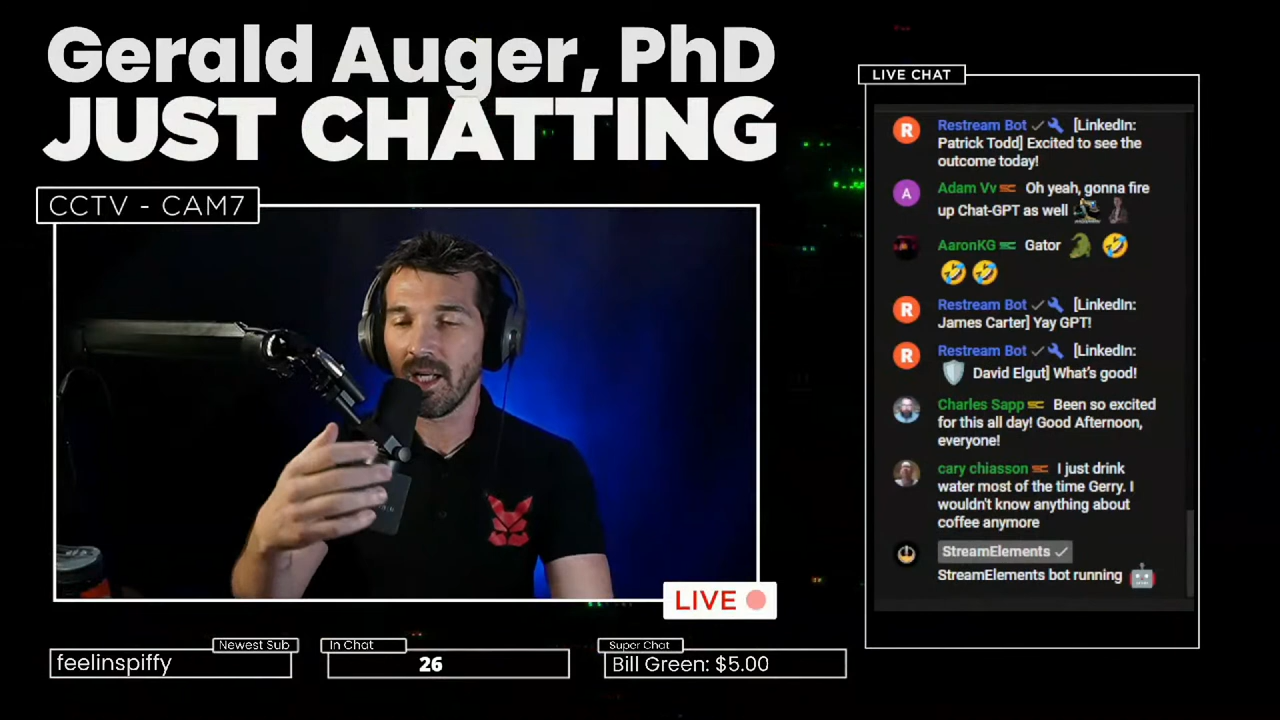 Gerald Auger, PhD
JUST CHATTING
CCTV - CAM7
LIVE
Newest Sub
feelinspiffy
In Chat
26
Super Chat
Bill Green: $5.00
LIVE CHAT
R Restream Bot [LinkedIn:
Patrick Todd] Excited to see the
outcome today!
A Adam Vv Oh yeah, gonna fire
up Chat-GPT as well
AaronKG Gator 🐊 🤣
🤣 🤣
R Restream Bot [LinkedIn:
James Carter] Yay GPT!
R Restream Bot [LinkedIn:
🛡️ David Elgut] What's good!
Charles Sapp Been so excited
for this all day! Good Afternoon,
everyone!
cary chiasson I just drink
water most of the time Gerry. I
wouldn't know anything about
coffee anymore
StreamElements
StreamElements bot running 🤖